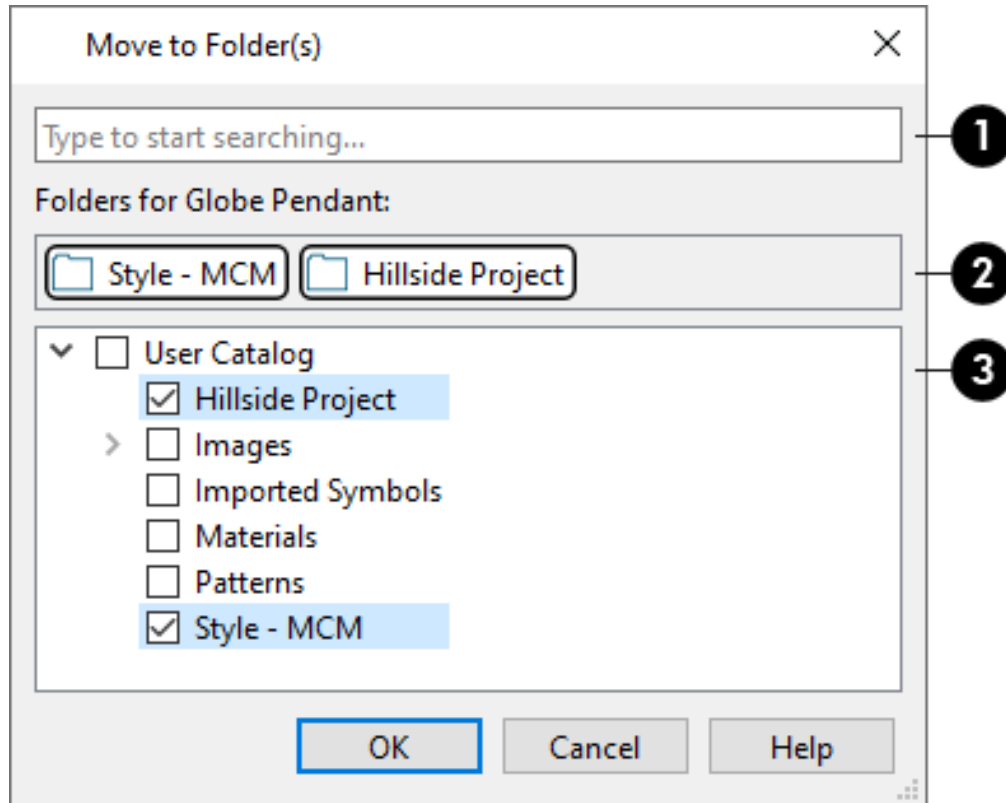 Move to Folder(s)
Type to start searching...
1
Folders for Globe Pendant:
Style - MCM Hillside Project
2
User Catalog
3
Hillside Project
Images
Imported Symbols
Materials
Patterns
Style - MCM
OK Cancel Help